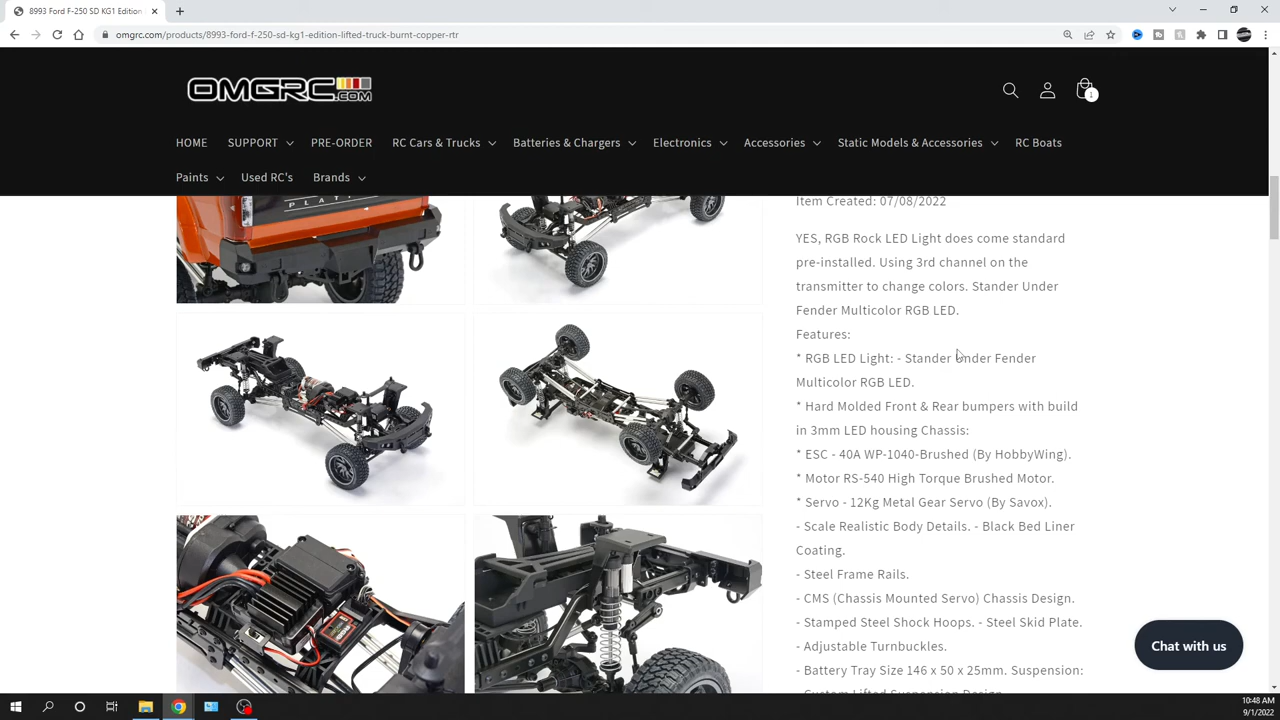 8993 Ford F-250 SD KG1 Edition
omgrc.com/products/8993-ford-f-250-sd-kg1-edition-lifted-truck-burnt-copper-rtr
OMGRC.COM
1
HOME
SUPPORT
PRE-ORDER
RC Cars & Trucks
Batteries & Chargers
Electronics
Accessories
Static Models & Accessories
RC Boats
Paints
Used RC's
Brands
PLATI
Item Created: 07/08/2022
YES, RGB Rock LED Light does come standard
pre-installed. Using 3rd channel on the
transmitter to change colors. Stander Under
Fender Multicolor RGB LED.
Features:
* RGB LED Light: - Stander Under Fender
Multicolor RGB LED.
* Hard Molded Front & Rear bumpers with build
in 3mm LED housing Chassis:
* ESC - 40A WP-1040-Brushed (By HobbyWing).
* Motor RS-540 High Torque Brushed Motor.
* Servo - 12Kg Metal Gear Servo (By Savox).
- Scale Realistic Body Details. - Black Bed Liner
Coating.
- Steel Frame Rails.
- CMS (Chassis Mounted Servo) Chassis Design.
- Stamped Steel Shock Hoops. - Steel Skid Plate.
- Adjustable Turnbuckles.
- Battery Tray Size 146 x 50 x 25mm. Suspension:
- Custom Lifted Suspension Design
Chat with us
10:48 AM
9/1/2022